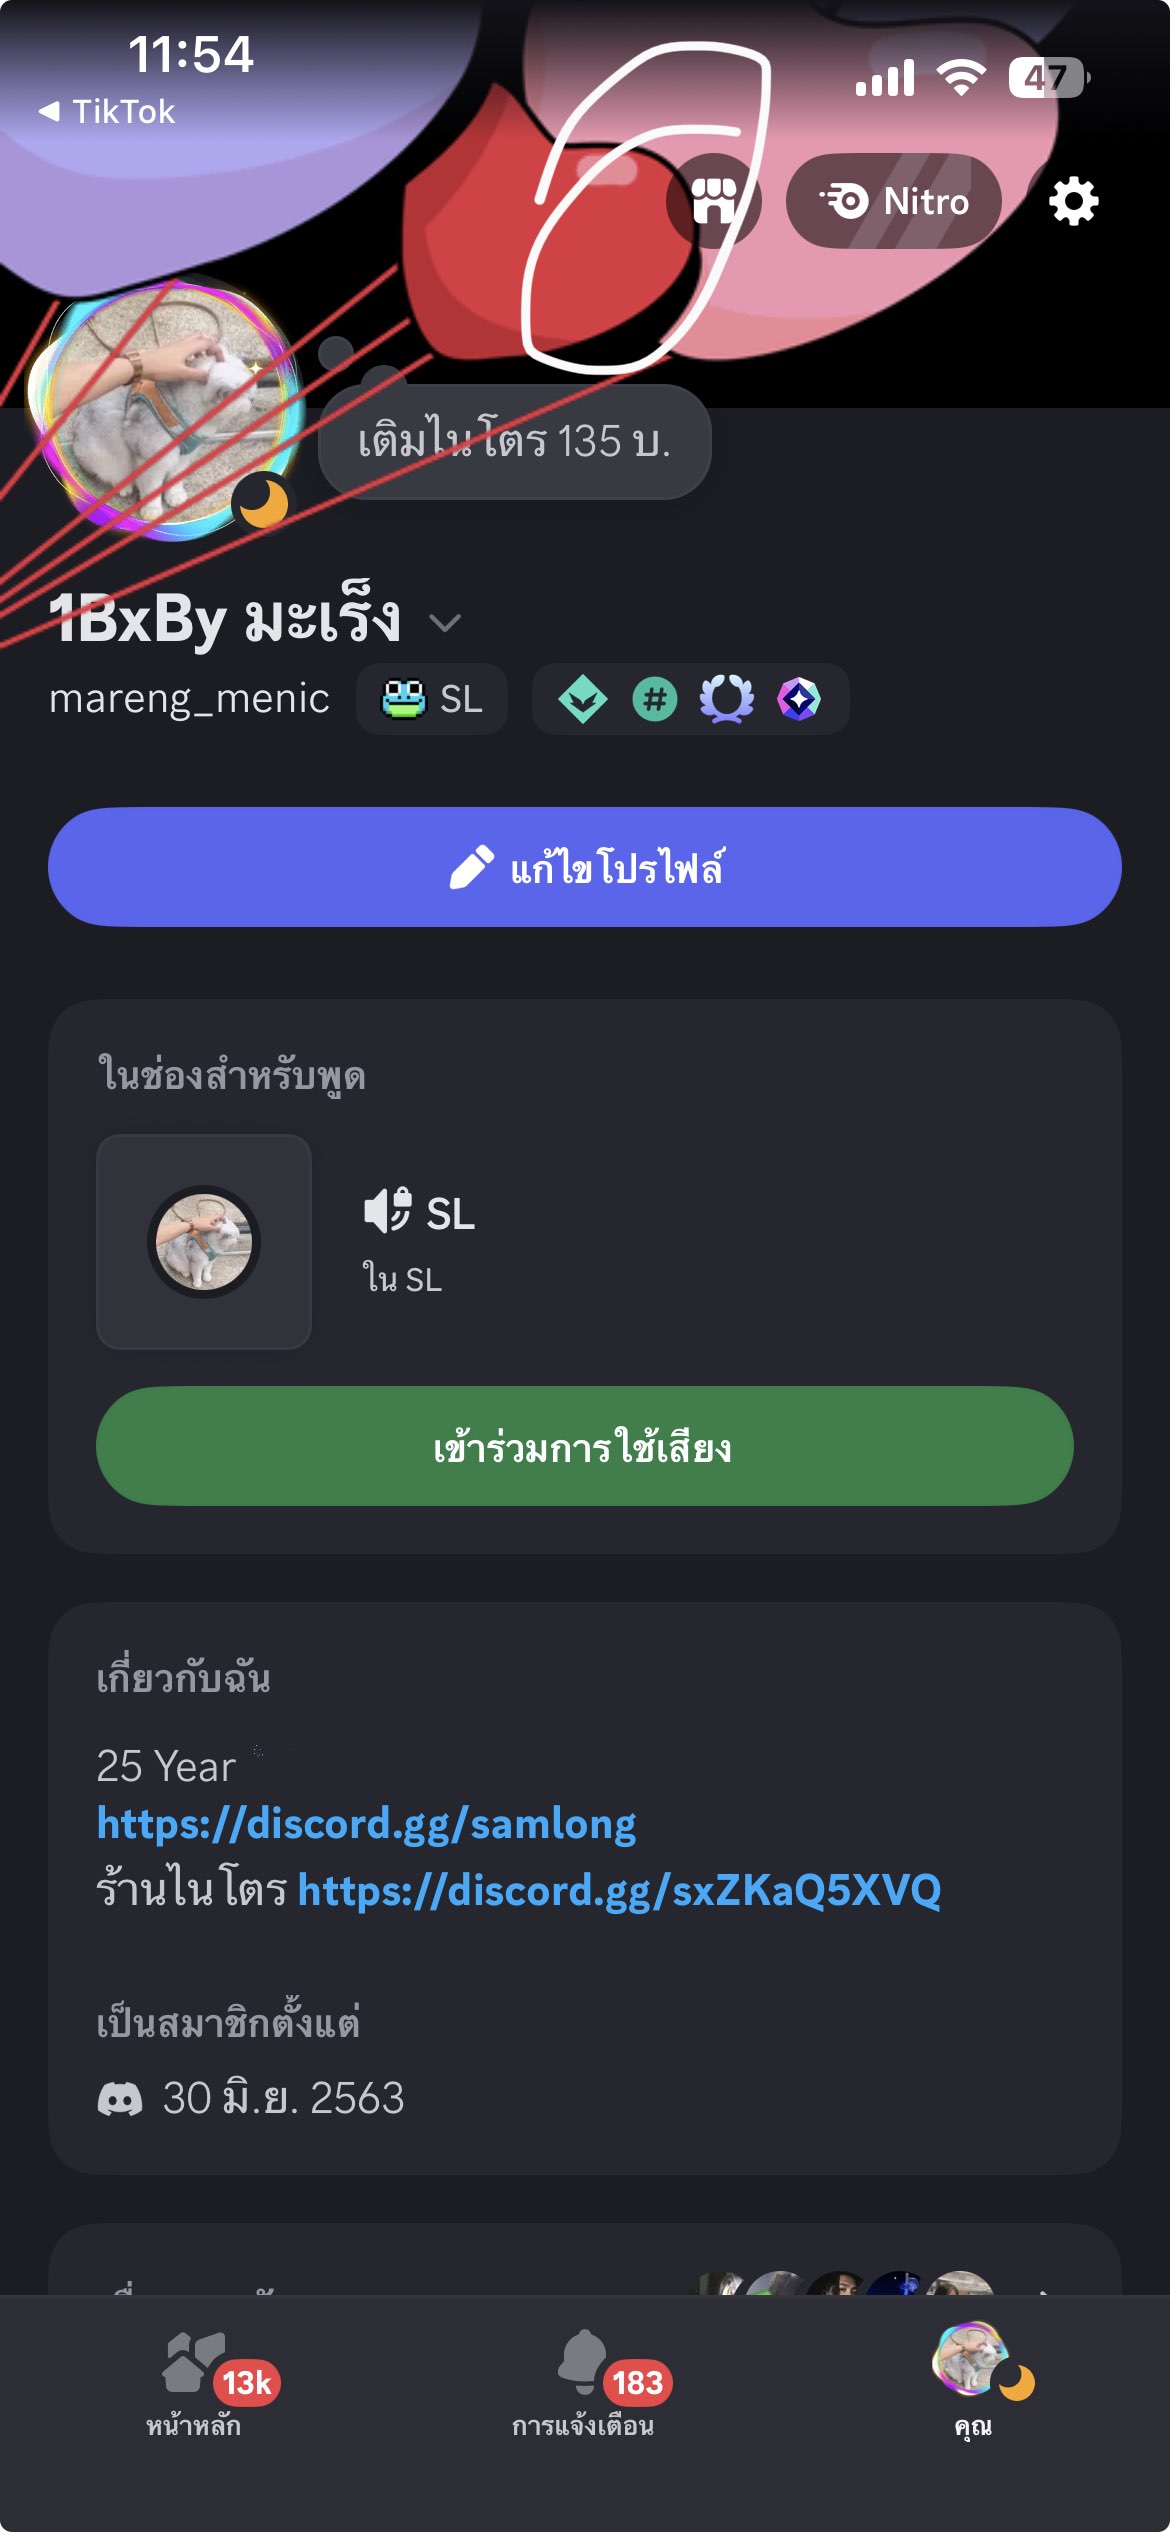 11:54
47
◀ TikTok
Nitro
เติมไนโตร 135 บ.
1BxBy มะเร็ง
mareng_menic
SL
#
แก้ไขโปรไฟล์
ในช่องสำหรับพูด
SL
ใน SL
เข้าร่วมการใช้เสียง
เกี่ยวกับฉัน
25 Year
https://discord.gg/samlong
ร้านไนโตร https://discord.gg/sxZKaQ5XVQ
เป็นสมาชิกตั้งแต่
30 มิ.ย. 2563
13k
183
หน้าหลัก
การแจ้งเตือน
คุณ